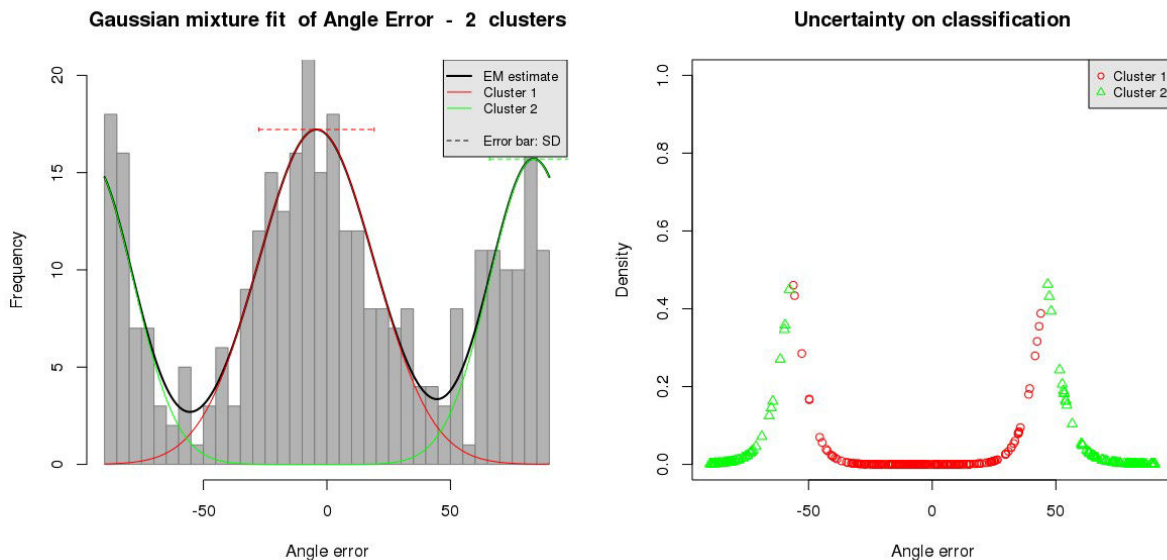 Gaussian mixture fit of Angle Error - 2 clusters
Frequency
20
15
10
5
0
-50
0
50
Angle error
EM estimate
Cluster 1
Cluster 2
Error bar: SD
Uncertainty on classification
Density
1.0
0.8
0.6
0.4
0.2
0.0
-50
0
50
Angle error
Cluster 1
Cluster 2